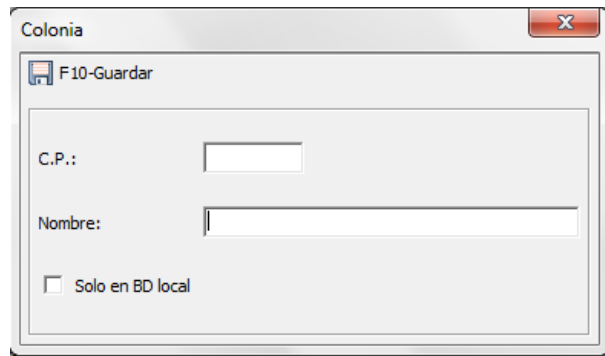 Colonia
F10-Guardar
C.P.:
Nombre:
Solo en BD local